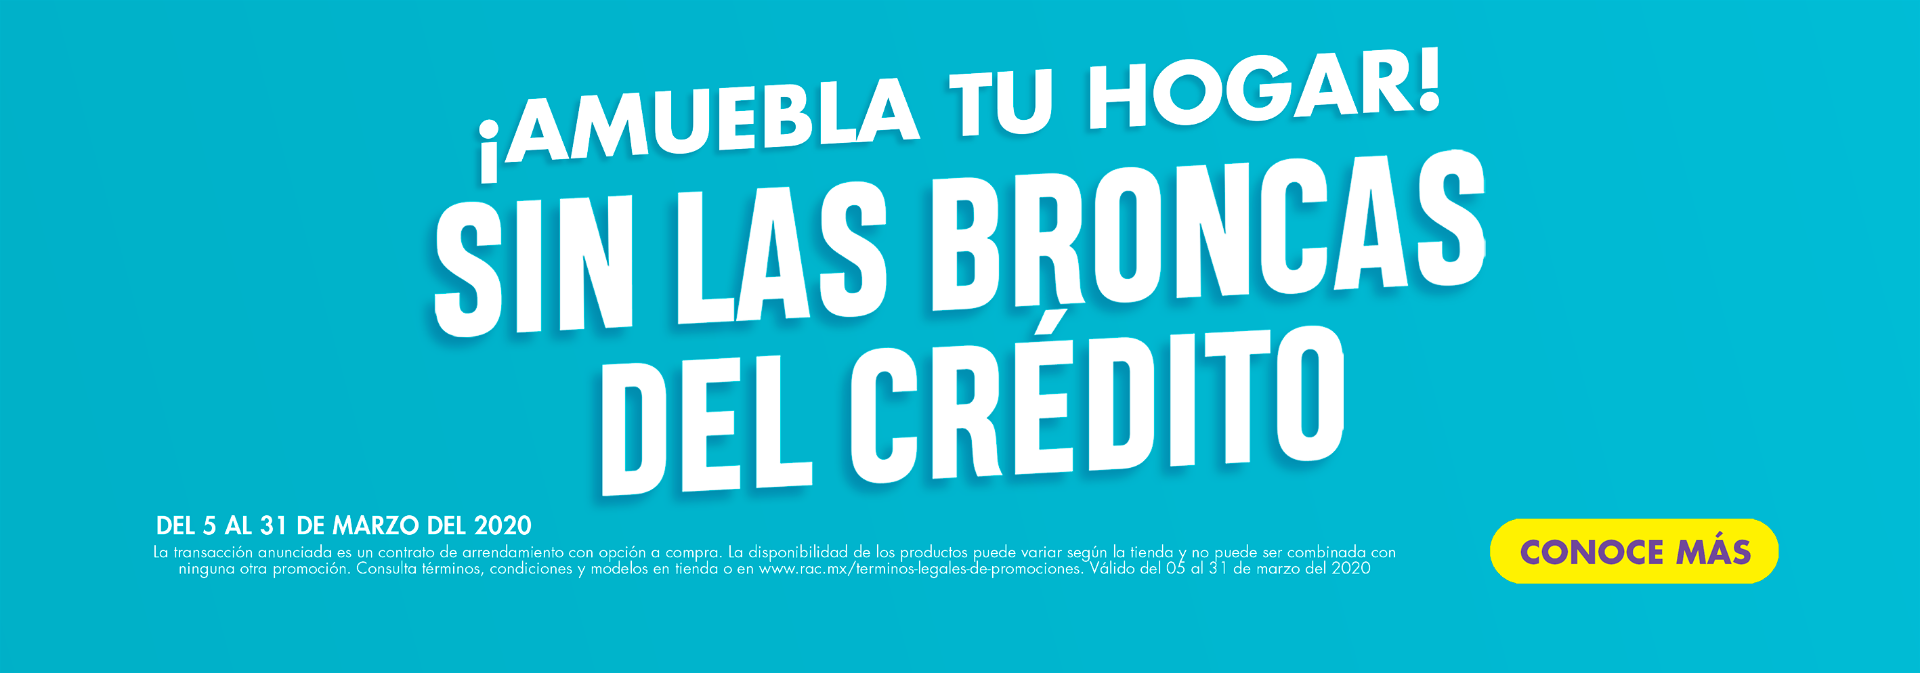 ¡AMUEBLA TU HOGAR!
SIN LAS BRONCAS
DEL CRÉDITO
DEL 5 AL 31 DE MARZO DEL 2020
La transacción anunciada es un contrato de arrendamiento con opción a compra. La disponibilidad de los productos puede variar según la tienda y no puede ser combinada con
ninguna otra promoción. Consulta términos, condiciones y modelos en tienda o en www.rac.mx/terminos-legales-de-promociones. Válido del 05 al 31 de marzo del 2020
CONOCE MÁS